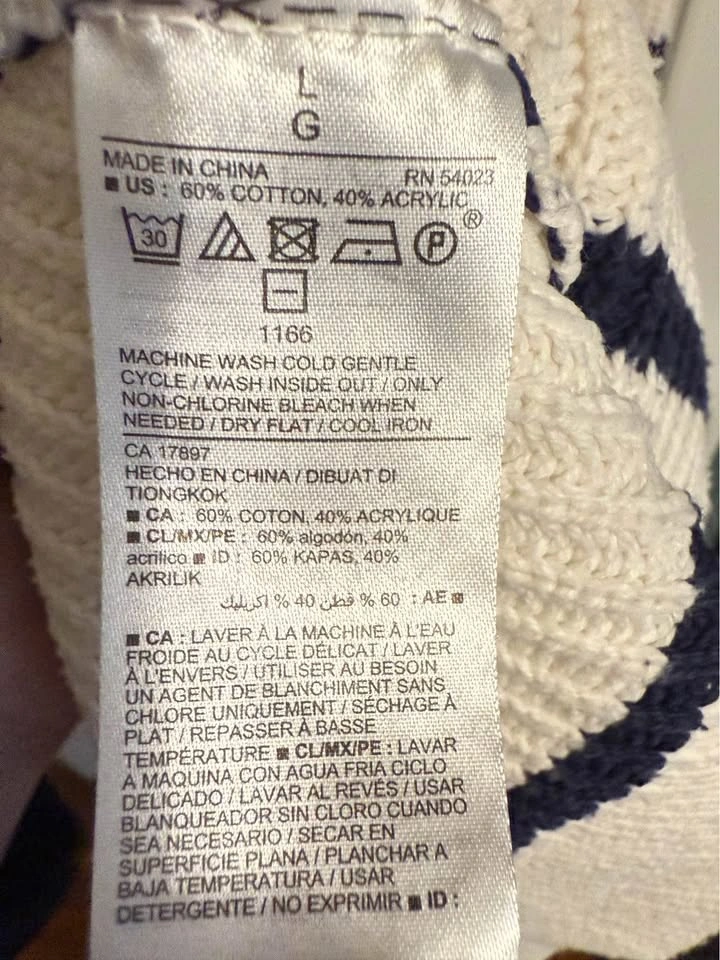 L
G
MADE IN CHINA RN 54023
■ US : 60% COTTON, 40% ACRYLIC
30 P ®
1166
MACHINE WASH COLD GENTLE
CYCLE / WASH INSIDE OUT / ONLY
NON-CHLORINE BLEACH WHEN
NEEDED / DRY FLAT / COOL IRON
CA 17897
HECHO EN CHINA / DIBUAT DI
TIONGKOK
■ CA : 60% COTON, 40% ACRYLIQUE
■ CL/MX/PE : 60% algodón, 40%
acrílico ■ ID : 60% KAPAS, 40%
AKRILIK
■ AE : 60 % قطن 40 % اكريليك
■ CA : LAVER À LA MACHINE À L'EAU
FROIDE AU CYCLE DÉLICAT / LAVER
À L'ENVERS / UTILISER AU BESOIN
UN AGENT DE BLANCHIMENT SANS
CHLORE UNIQUEMENT / SÉCHAGE À
PLAT / REPASSER À BASSE
TEMPÉRATURE ■ CL/MX/PE : LAVAR
A MAQUINA CON AGUA FRIA CICLO
DELICADO / LAVAR AL REVÉS / USAR
BLANQUEADOR SIN CLORO CUANDO
SEA NECESARIO / SECAR EN
SUPERFICIE PLANA / PLANCHAR A
BAJA TEMPERATURA / USAR
DETERGENTE / NO EXPRIMIR ■ ID :